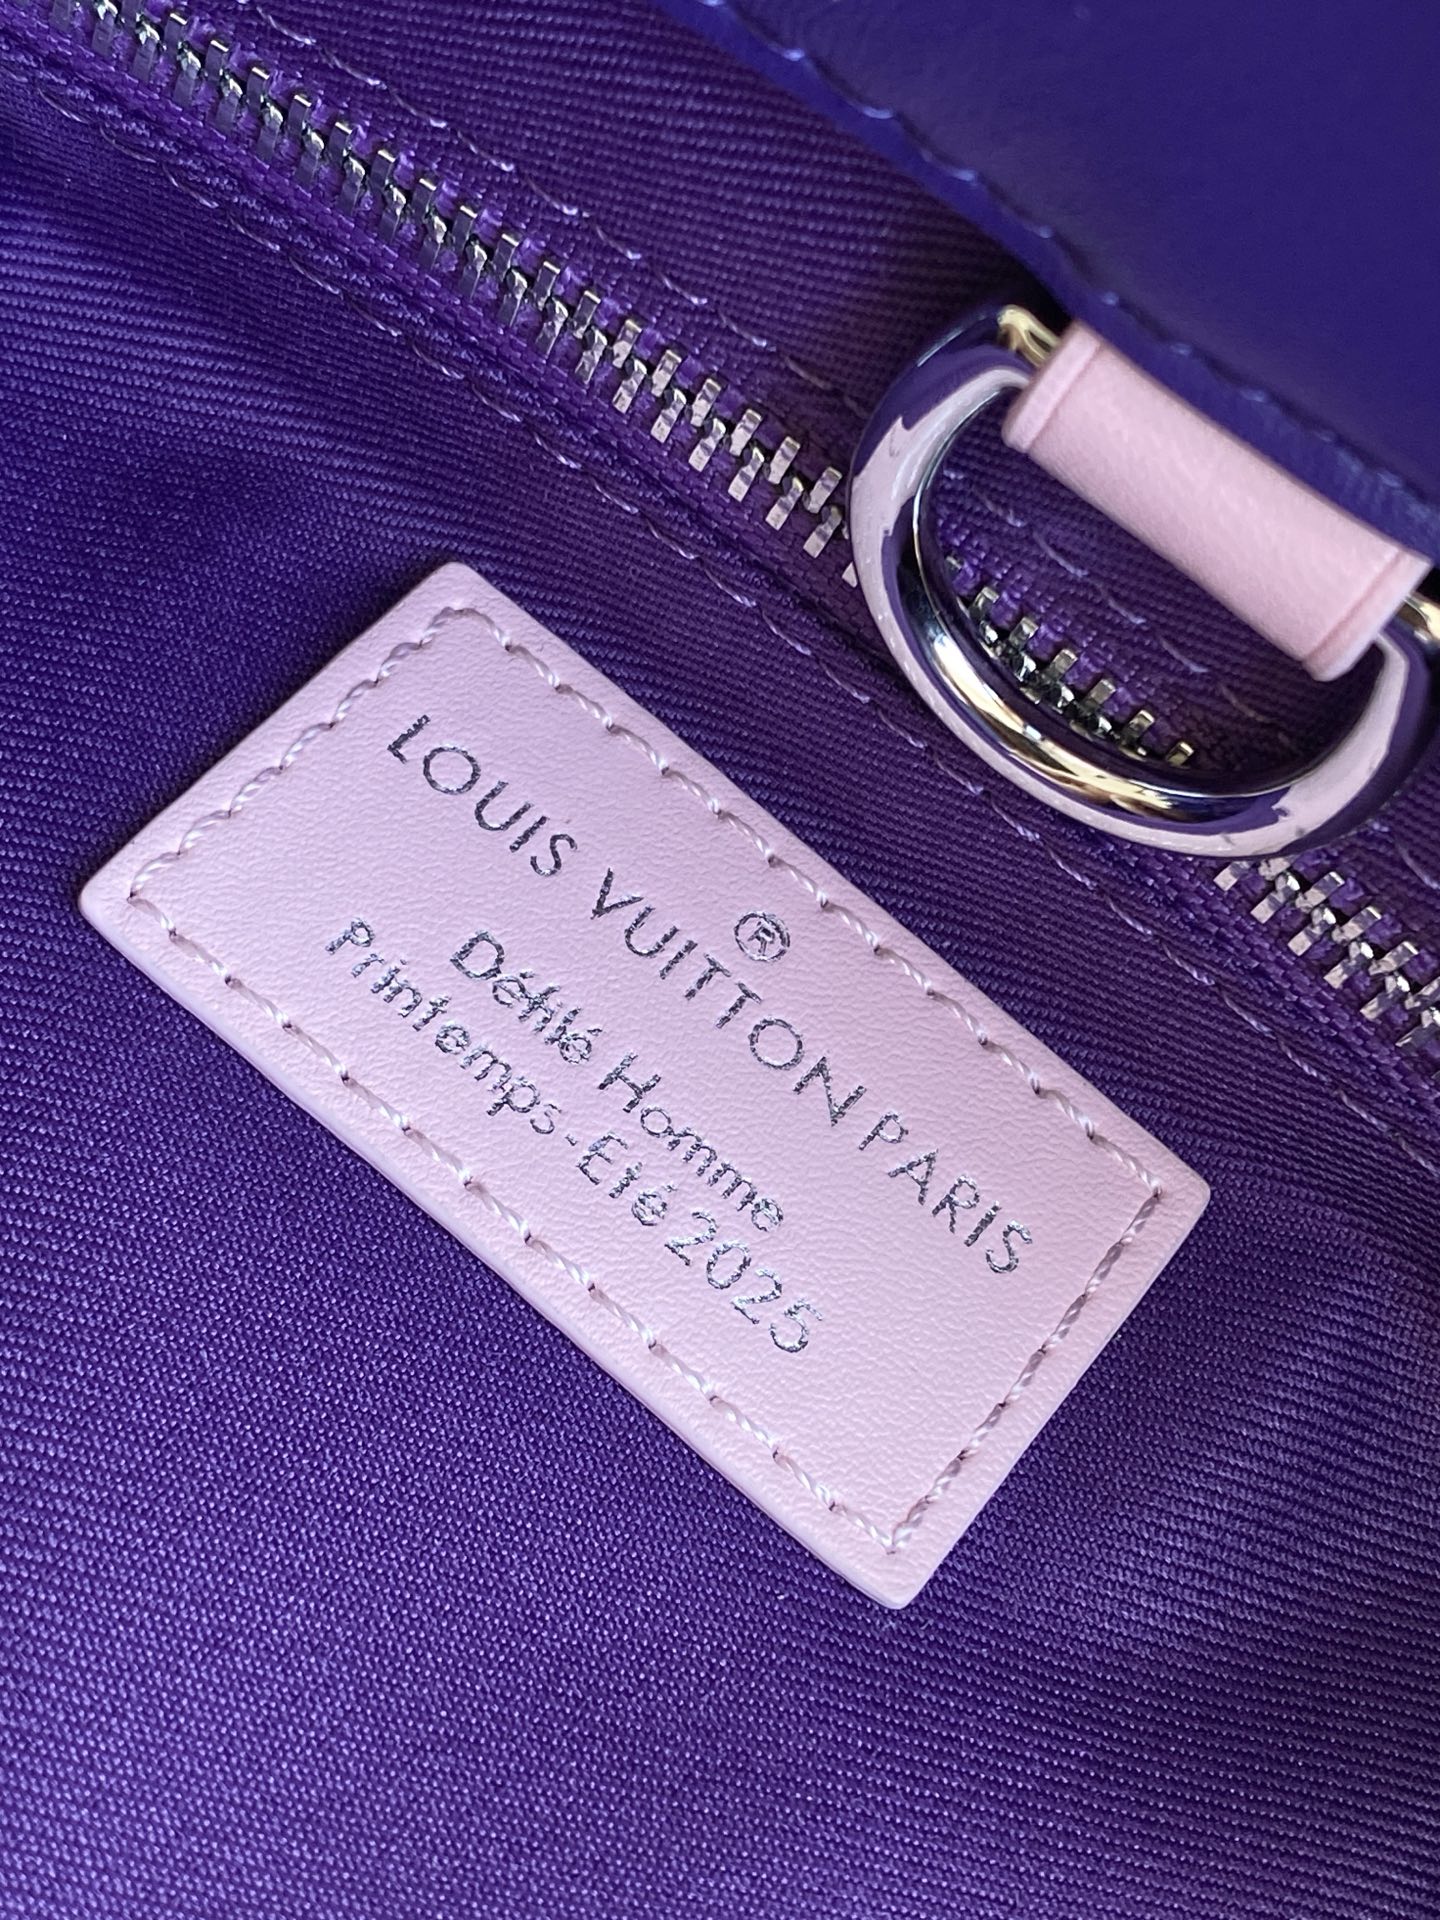 LOUIS VUITTON PARIS
®
Défilé Homme
Printemps-Eté 2025